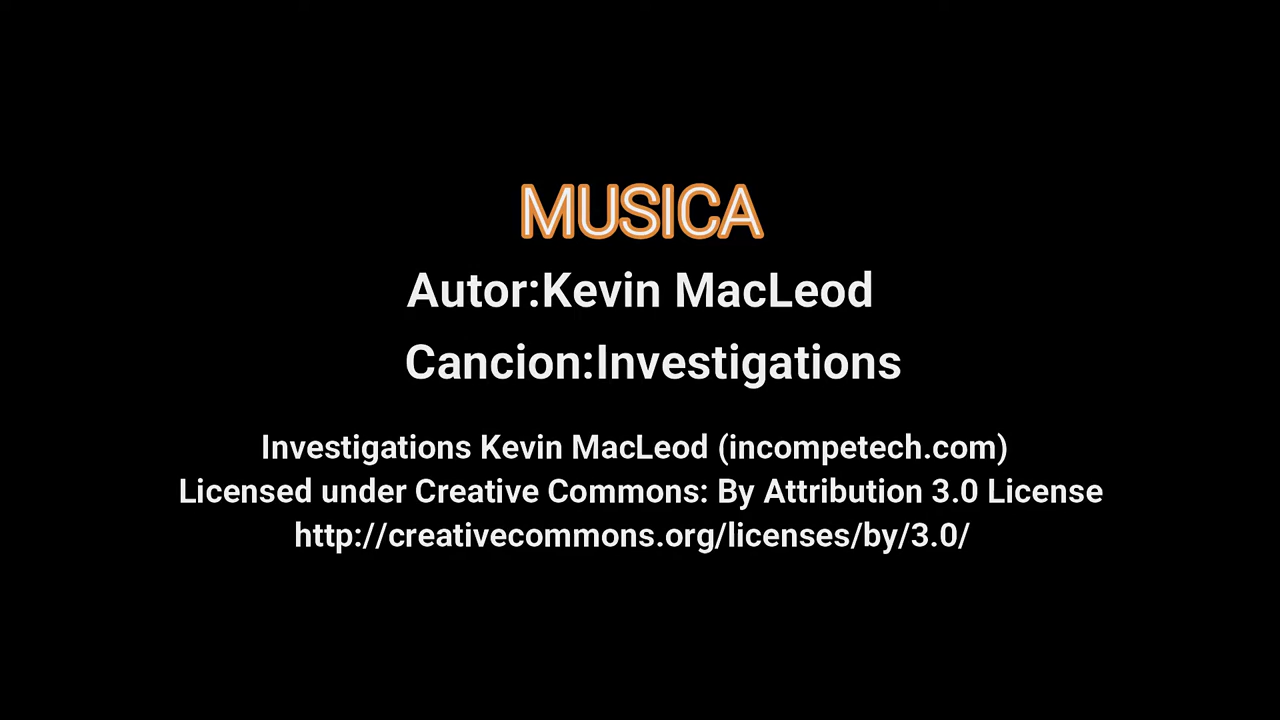 MUSICA
Autor:Kevin MacLeod
Cancion:Investigations
Investigations Kevin MacLeod (incompetech.com)
Licensed under Creative Commons: By Attribution 3.0 License
http://creativecommons.org/licenses/by/3.0/